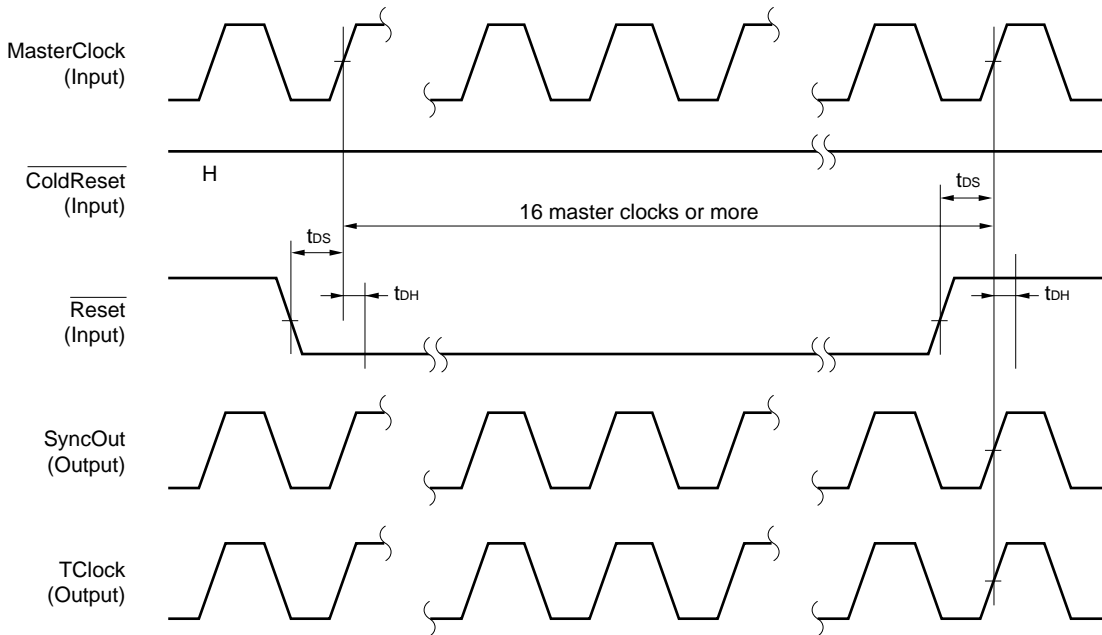 MasterClock
(Input)
ColdReset
(Input)
H
tDS
16 master clocks or more
tDS
tDH
tDH
Reset
(Input)
SyncOut
(Output)
TClock
(Output)